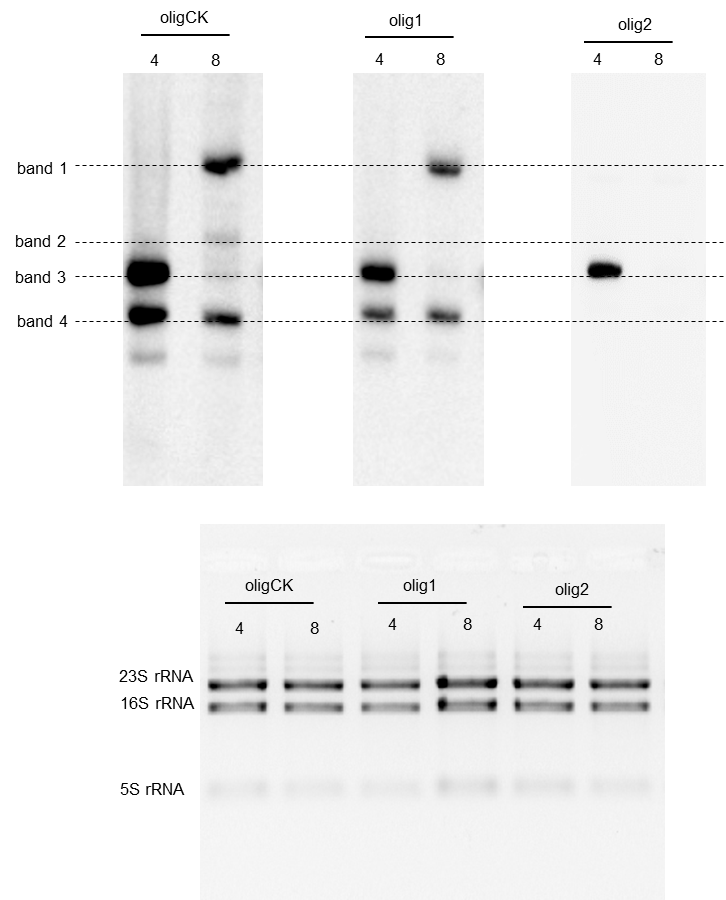 oligCK olig1 olig2
4 8 4 8 4 8
band 1
band 2
band 3
band 4
oligCK olig1 olig2
4 8 4 8 4 8
23S rRNA
16S rRNA
5S rRNA